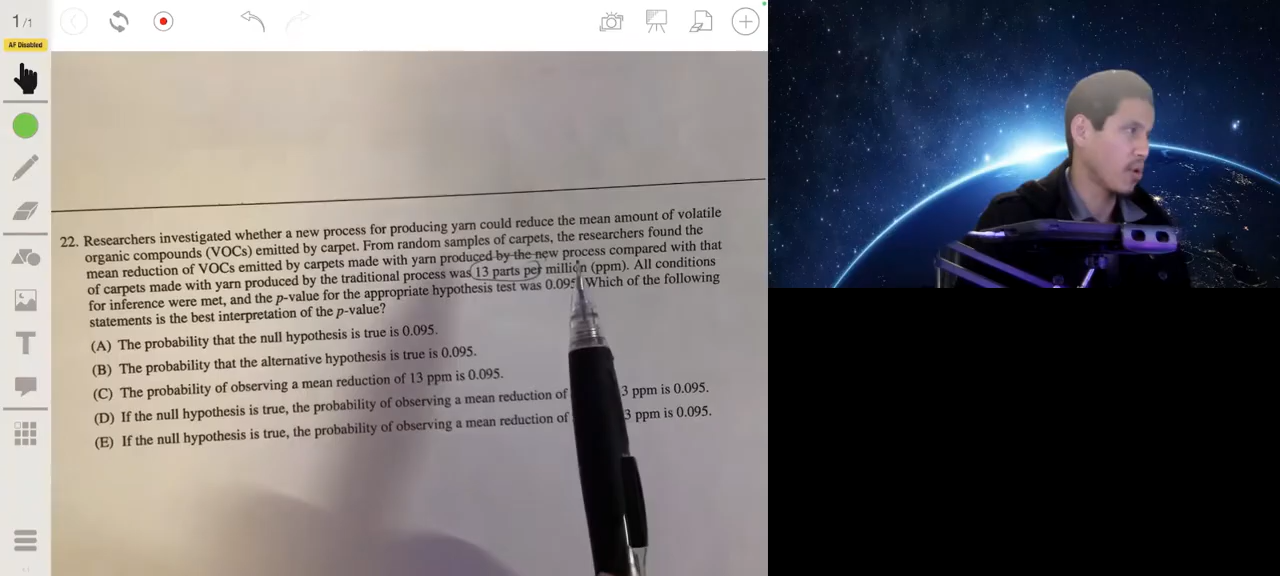 1/1
AF Disabled
22. Researchers investigated whether a new process for producing yarn could reduce the mean amount of volatile
organic compounds (VOCs) emitted by carpet. From random samples of carpets, the researchers found the
mean reduction of VOCs emitted by carpets made with yarn produced by the new process compared with that
of carpets made with yarn produced by the traditional process was 13 parts per million (ppm). All conditions
for inference were met, and the p-value for the appropriate hypothesis test was 0.095. Which of the following
statements is the best interpretation of the p-value?
(A) The probability that the null hypothesis is true is 0.095.
(B) The probability that the alternative hypothesis is true is 0.095.
(C) The probability of observing a mean reduction of 13 ppm is 0.095.
(D) If the null hypothesis is true, the probability of observing a mean reduction of 3 ppm is 0.095.
(E) If the null hypothesis is true, the probability of observing a mean reduction of 3 ppm is 0.095.
T